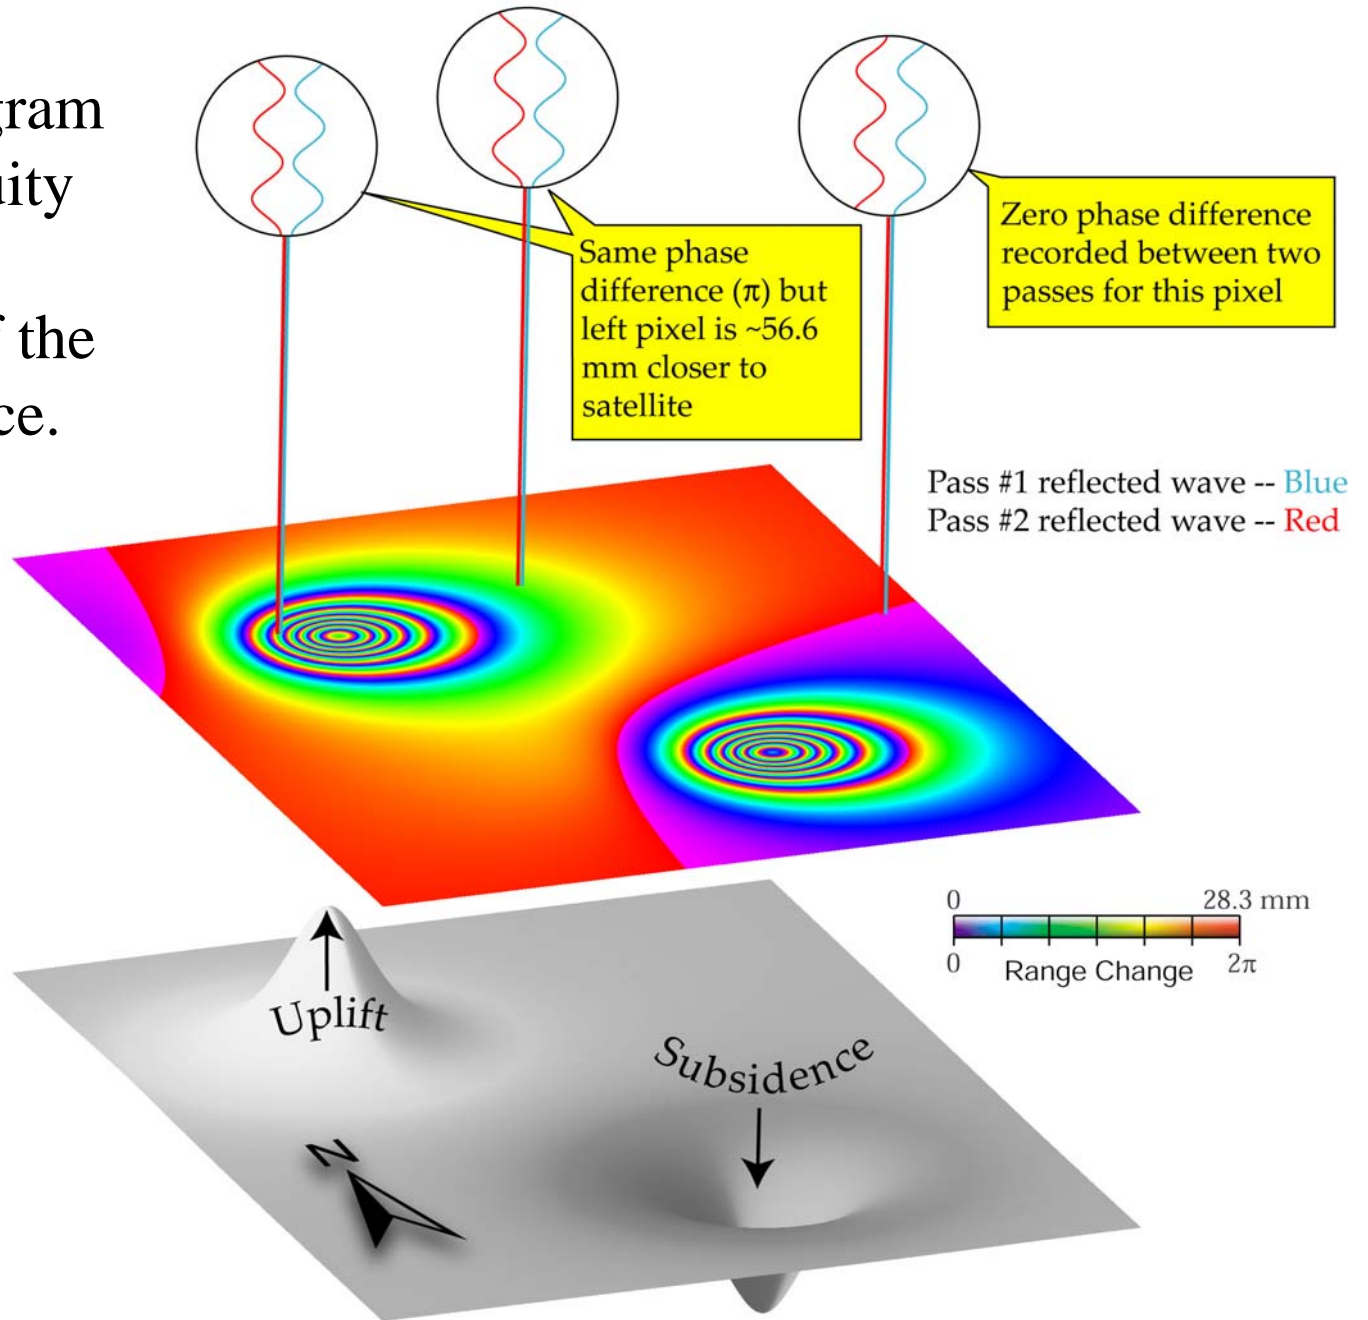 gram
uity
f the
ce.
Same phase
difference (π) but
left pixel is ~56.6
mm closer to
satellite
Zero phase difference
recorded between two
passes for this pixel
Pass #1 reflected wave -- Blue
Pass #2 reflected wave -- Red
0 28.3 mm
0 Range Change 2π
Uplift
Subsidence
N